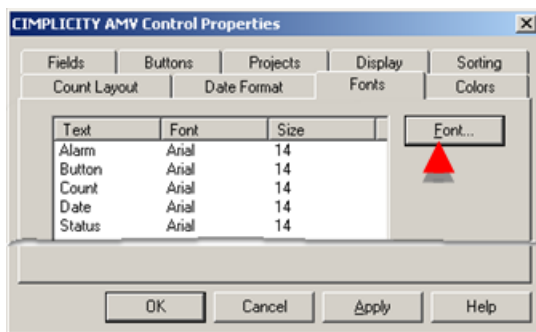 CIMPLICITY AMV Control Properties
Fields Buttons Projects Display Sorting
Count Layout Date Format Fonts Colors
Text Font Size Font...
Alarm Arial 14
Button Arial 14
Count Arial 14
Date Arial 14
Status Arial 14
OK Cancel Apply Help